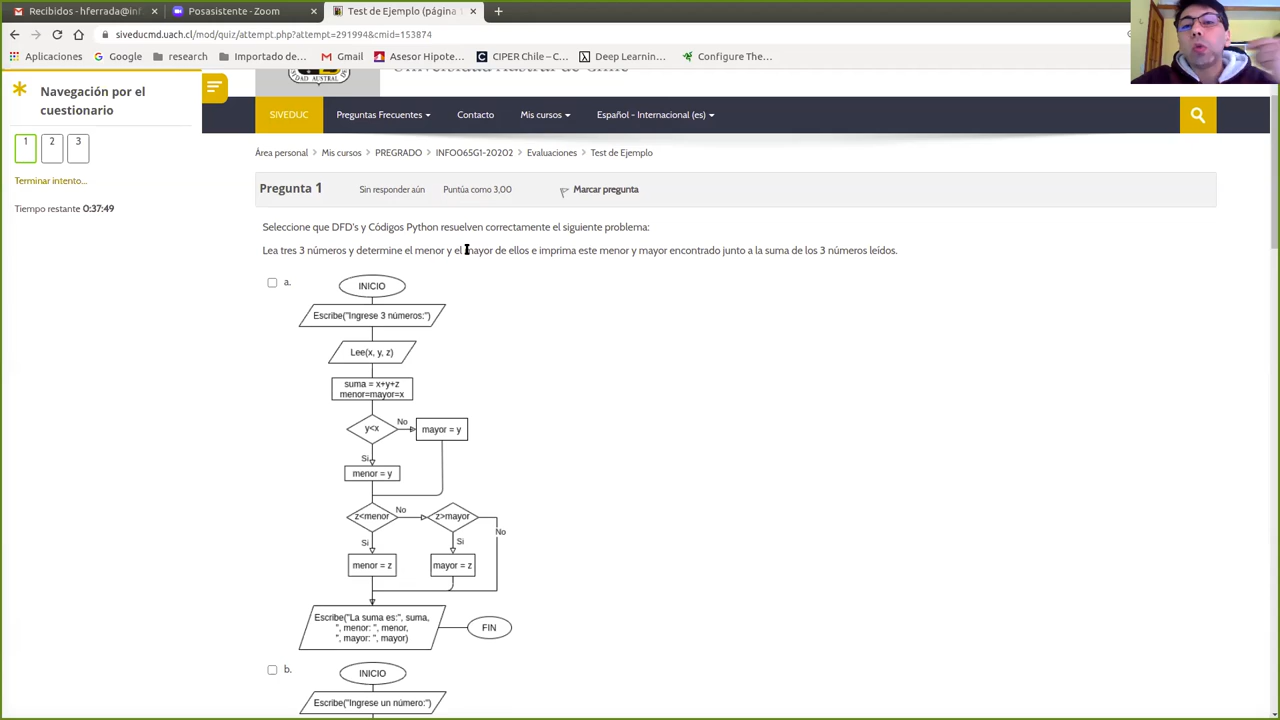 Recibidos - hferrada@inf
Posasistente - Zoom
Test de Ejemplo (página 1
siveducmd.uach.cl/mod/quiz/attempt.php?attempt=291994&cmid=153874
Aplicaciones
Google
research
Importado de...
Gmail
Asesor Hipote...
CIPER Chile – C...
Deep Learnin...
Configure The...
Navegación por el
cuestionario
1
2
3
Terminar intento...
Tiempo restante 0:37:49
SIVEDUC
Preguntas Frecuentes
Contacto
Mis cursos
Español - Internacional (es)
Área personal
Mis cursos
PREGRADO
INFO065G1-20202
Evaluaciones
Test de Ejemplo
Pregunta 1
Sin responder aún
Puntúa como 3,00
Marcar pregunta
Seleccione que DFD's y Códigos Python resuelven correctamente el siguiente problema:
Lea tres 3 números y determine el menor y el mayor de ellos e imprima este menor y mayor encontrado junto a la suma de los 3 números leídos.
a.
INICIO
Escribe("Ingrese 3 números:")
Lee(x, y, z)
suma = x+y+z
menor=mayor=x
y<x
No
mayor = y
Si
menor = y
z<menor
No
z>mayor
No
Si
Si
menor = z
mayor = z
Escribe("La suma es:", suma,
", menor: ", menor,
", mayor: ", mayor)
FIN
b.
INICIO
Escribe("Ingrese un número:")